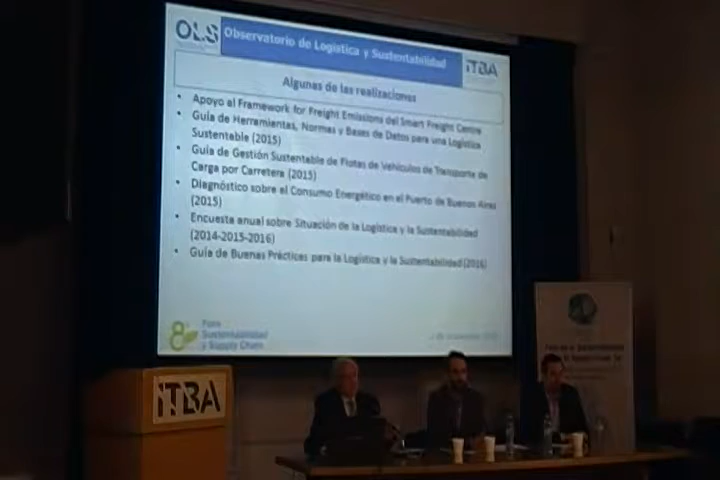 OLS
Observatorio de Logística y Sustentabilidad
ITBA
Algunas de las realizaciones
• Apoyo al Framework for Freight Emissions del Smart Freight Centre
• Guía de Herramientas, Normas y Bases de Datos para una Logística
Sustentable (2015)
• Guía de Gestión Sustentable de Flotas de Vehículos de Transporte de
Carga por Carretera (2015)
• Diagnóstico sobre el Consumo Energético en el Puerto de Buenos Aires
(2015)
• Encuesta anual sobre Situación de la Logística y la Sustentabilidad
(2014-2015-2016)
• Guía de Buenas Prácticas para la Logística y la Sustentabilidad (2016)
8º Foro
Sustentabilidad
y Supply Chain
iTBA